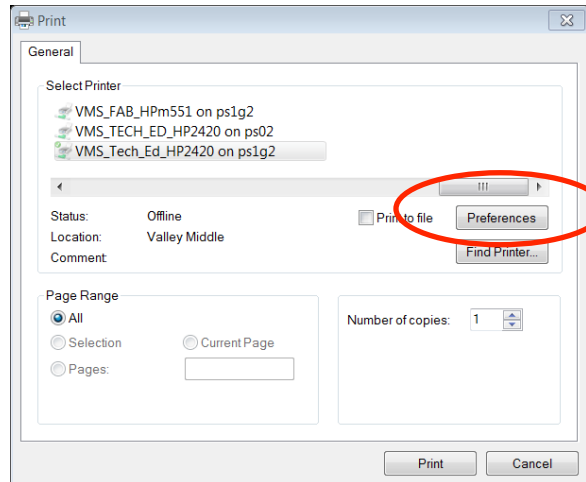 Print
General
Select Printer
VMS_FAB_HPm551 on ps1g2
VMS_TECH_ED_HP2420 on ps02
VMS_Tech_Ed_HP2420 on ps1g2
Status: Offline Print to file Preferences
Location: Valley Middle
Comment: Find Printer...
Page Range
All Number of copies: 1
Selection Current Page
Pages:
Print Cancel